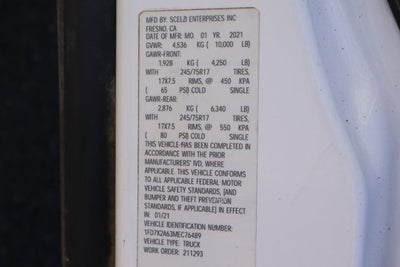 MFD BY: SCELZI ENTERPRISES INC
FRESNO, CA
DATE OF MFR: MO. 01 YR. 2021
GVWR: 4,536 KG ( 10,000 LB)
GAWR-FRONT:
1,928 KG ( 4,250 LB)
WITH 245/75R17 TIRES,
17X7.5 RIMS, @ 450 KPA
( 65 PSI) COLD SINGLE
GAWR-REAR:
2,876 KG ( 6,340 LB)
WITH 245/75R17 TIRES,
17X7.5 RIMS, @ 550 KPA
( 80 PSI) COLD SINGLE
THIS VEHICLE HAS BEEN COMPLETED
IN ACCORDANCE WITH THE PRIOR
MANUFACTURERS' IVD, WHERE
APPLICABLE. THIS VEHICLE CONFORMS
TO ALL APPLICABLE FEDERAL MOTOR
VEHICLE SAFETY STANDARDS, [AND
BUMPER AND THEFT PREVENTION
STANDARDS, IF APPLICABLE] IN EFFECT
IN: 01/21
VEHICLE IDENTIFICATION NUMBER:
1FD7X2A63MEC76489
VEHICLE TYPE: TRUCK
WORK ORDER: 211293